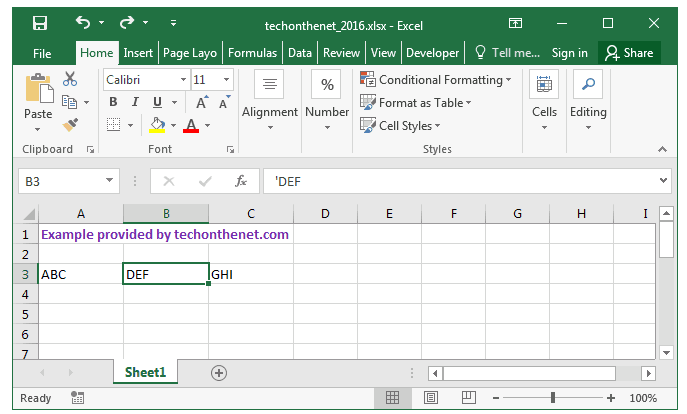 techonthenet_2016.xlsx - Excel
File Home Insert Page Layo Formulas Data Review View Developer Tell me... Sign in Share
Paste
Clipboard
Calibri 11
B I U A A
A
Font
Alignment
%
Number
Conditional Formatting
Format as Table
Cell Styles
Styles
Cells
Editing
B3 fx 'DEF
A B C D E F G H I
1 Example provided by techonthenet.com
2
3 ABC DEF GHI
4
5
6
7
Sheet1
Ready 100%